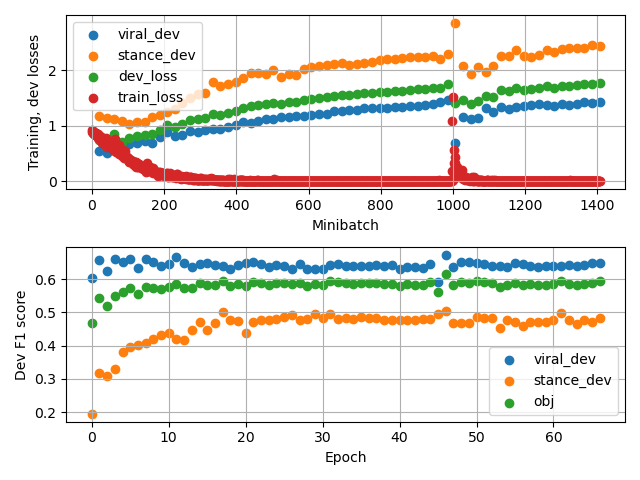 viral_dev
stance_dev
dev_loss
train_loss
Training, dev losses
2
1
0
0
200
400
600
800
1000
1200
1400
Minibatch
Dev F1 score
0.6
0.5
0.4
0.3
0.2
viral_dev
stance_dev
obj
0
10
20
30
40
50
60
Epoch